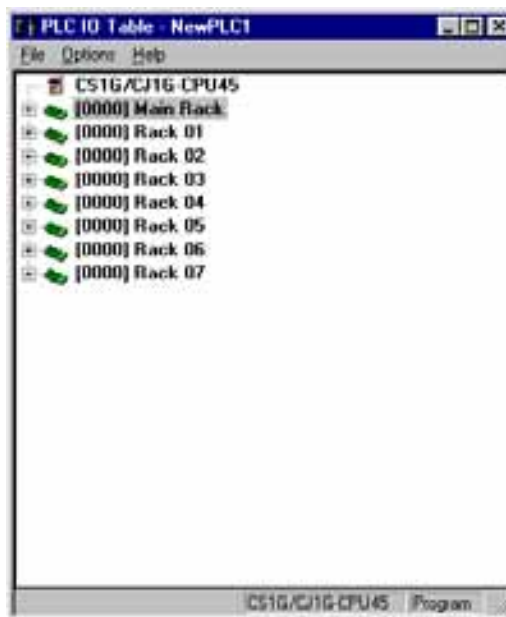 PLC IO Table - NewPLC1
File Options Help
CS1G/CJ1G-CPU45
[0000] Main Rack
[0000] Rack 01
[0000] Rack 02
[0000] Rack 03
[0000] Rack 04
[0000] Rack 05
[0000] Rack 06
[0000] Rack 07
CS1G/CJ1G-CPU45 Program